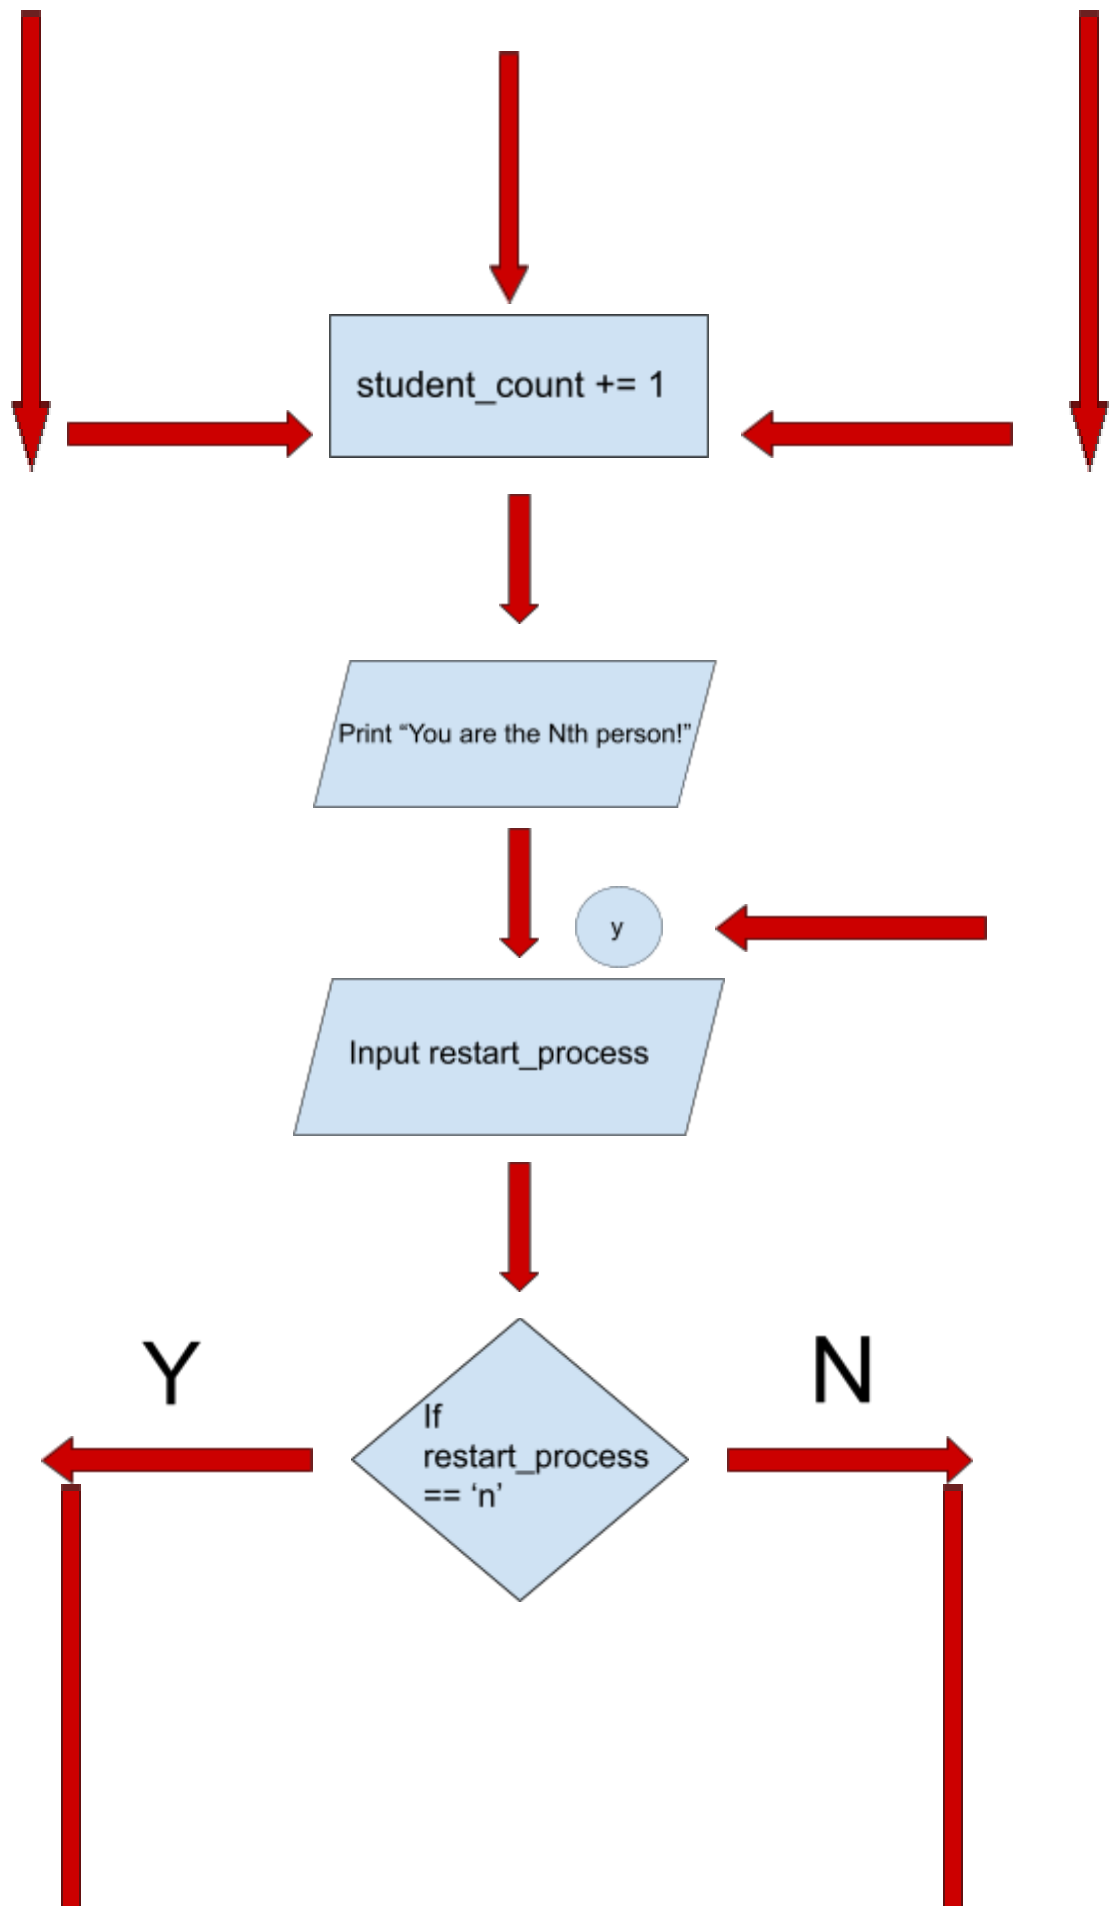 student_count += 1
Print “You are the Nth person!”
y
Input restart_process
Y
N
If
restart_process
== ‘n’